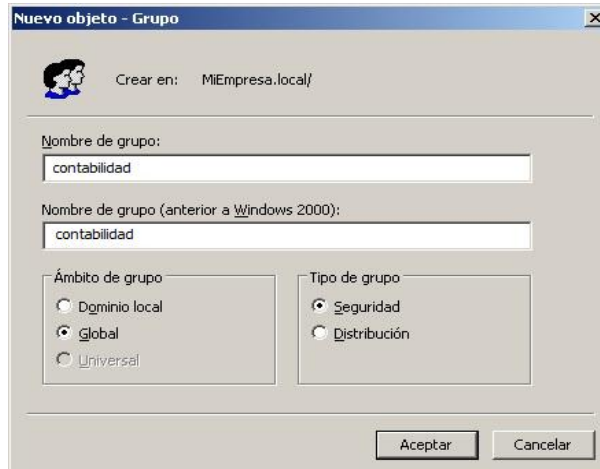 Nuevo objeto - Grupo
Crear en: MiEmpresa.local/
Nombre de grupo:
contabilidad
Nombre de grupo (anterior a Windows 2000):
contabilidad
Ámbito de grupo
Dominio local
Global
Universal
Tipo de grupo
Seguridad
Distribución
Aceptar
Cancelar